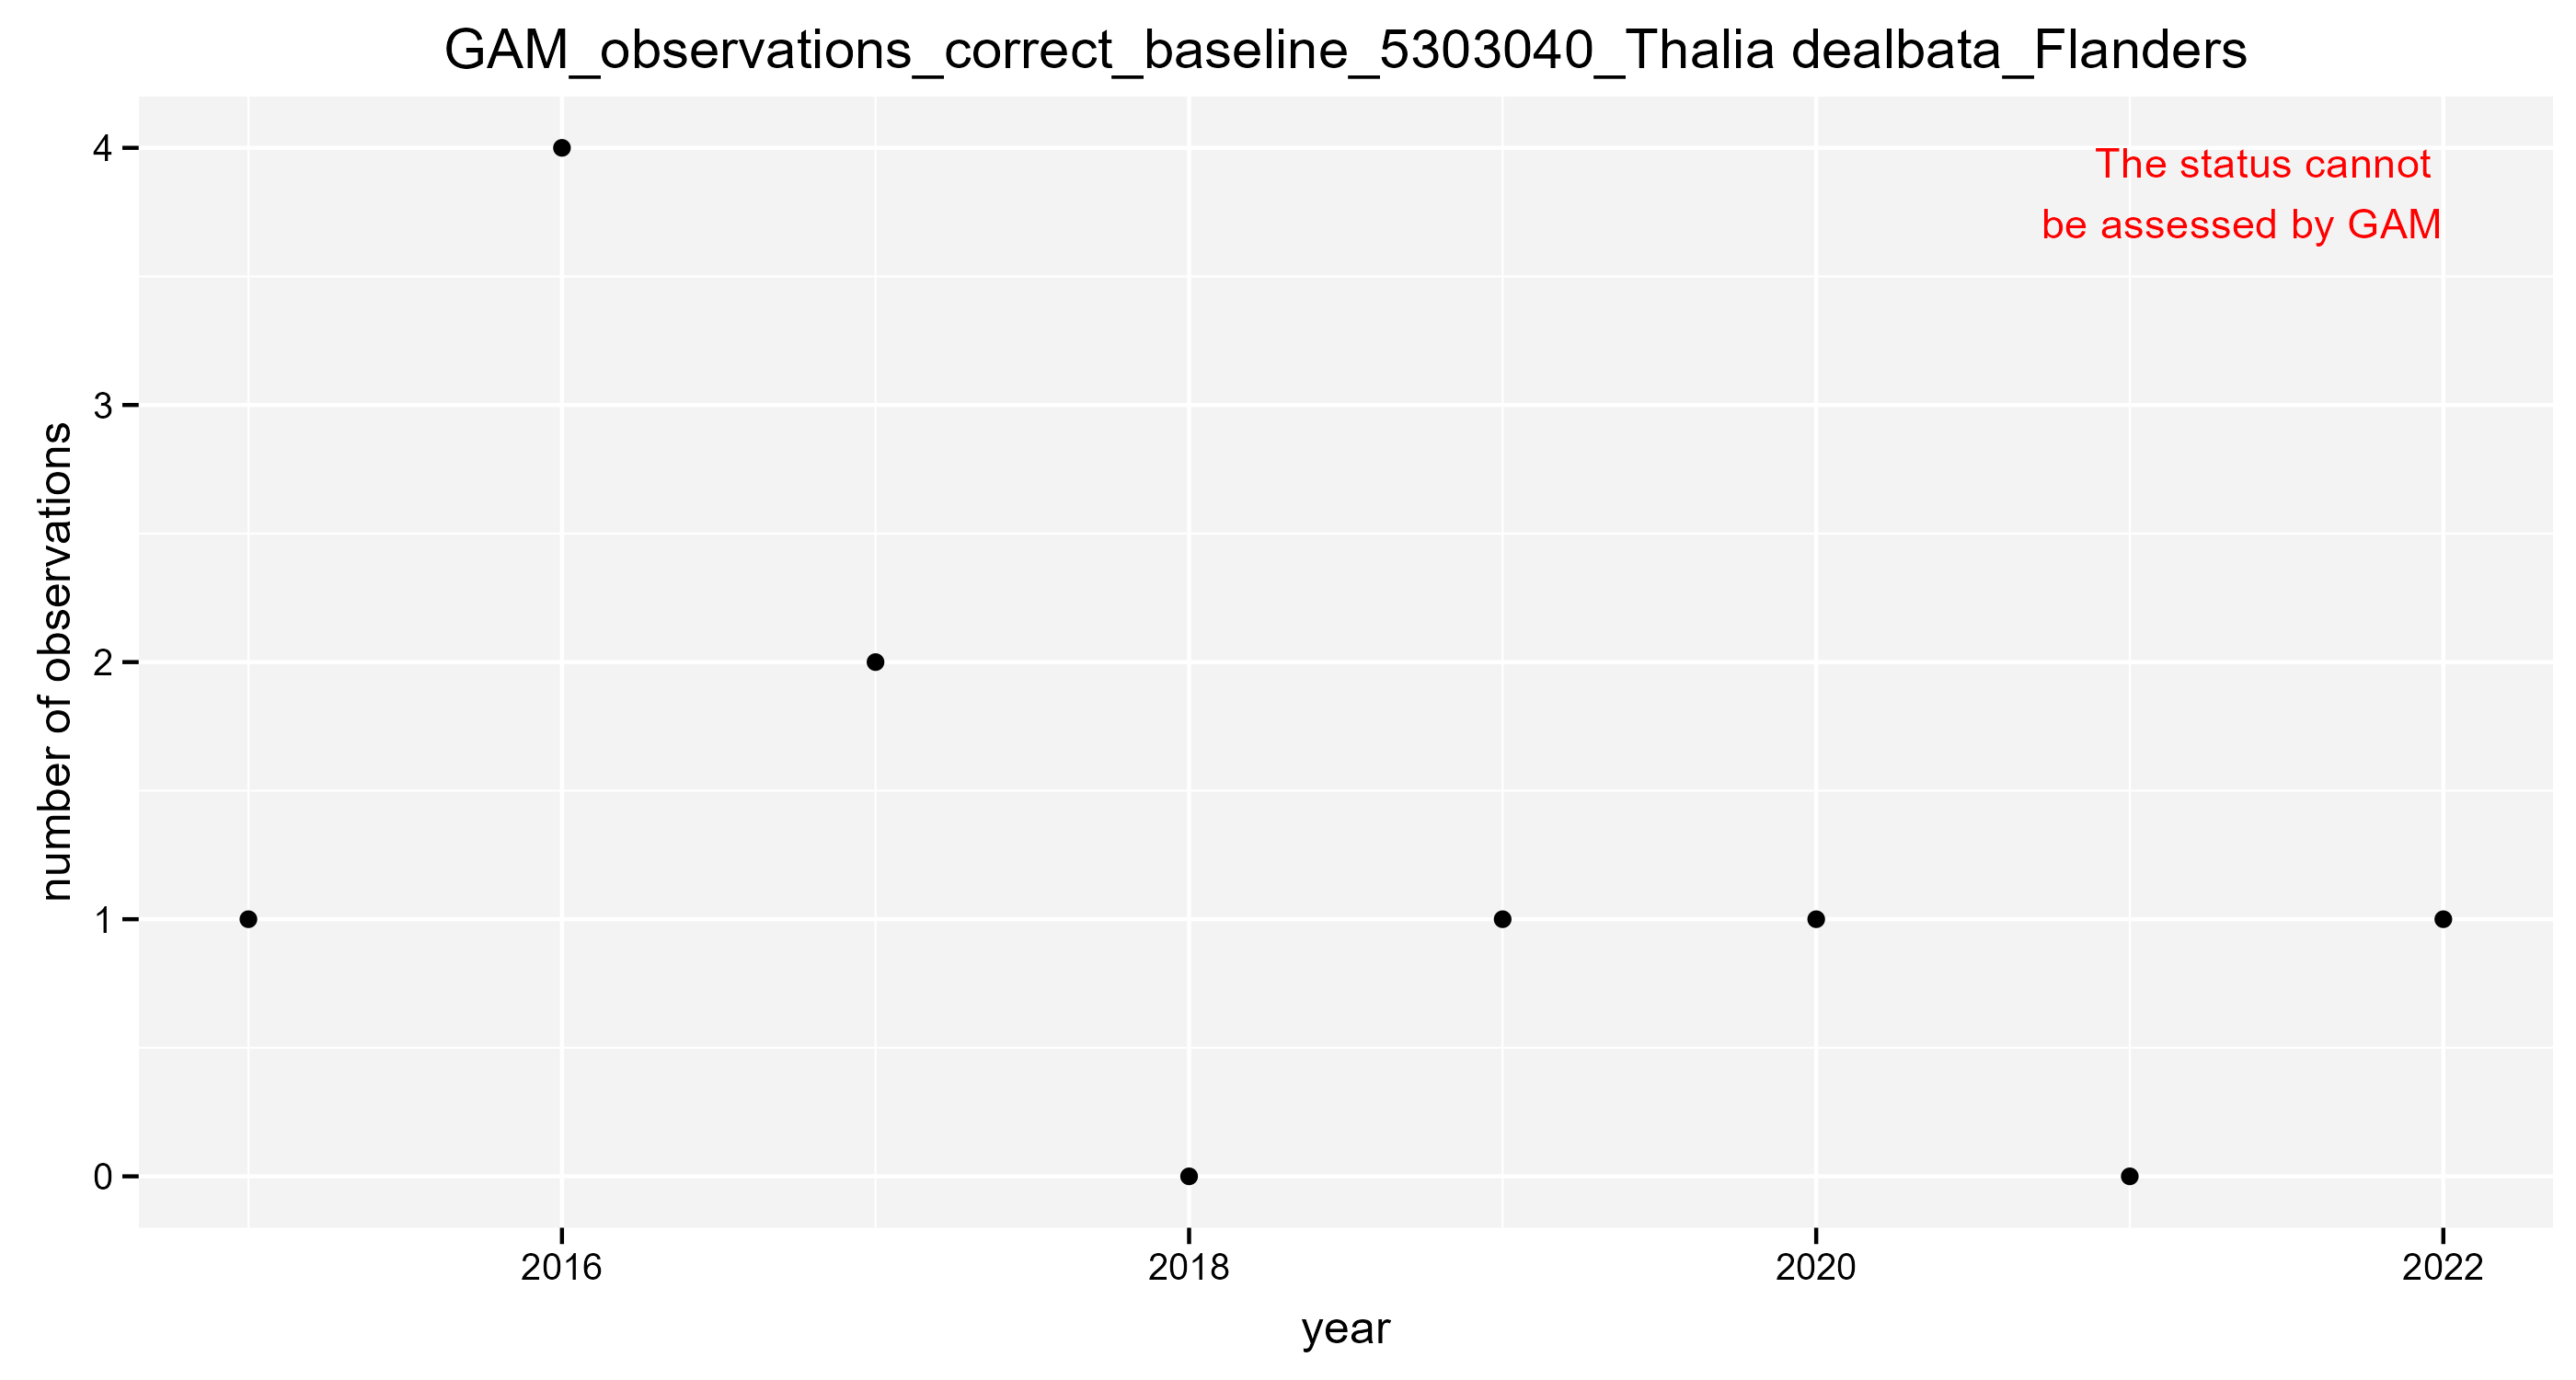 GAM_observations_correct_baseline_5303040_Thalia dealbata_Flanders
The status cannot
be assessed by GAM
number of observations
4
3
2
1
0
2016
2018
2020
2022
year